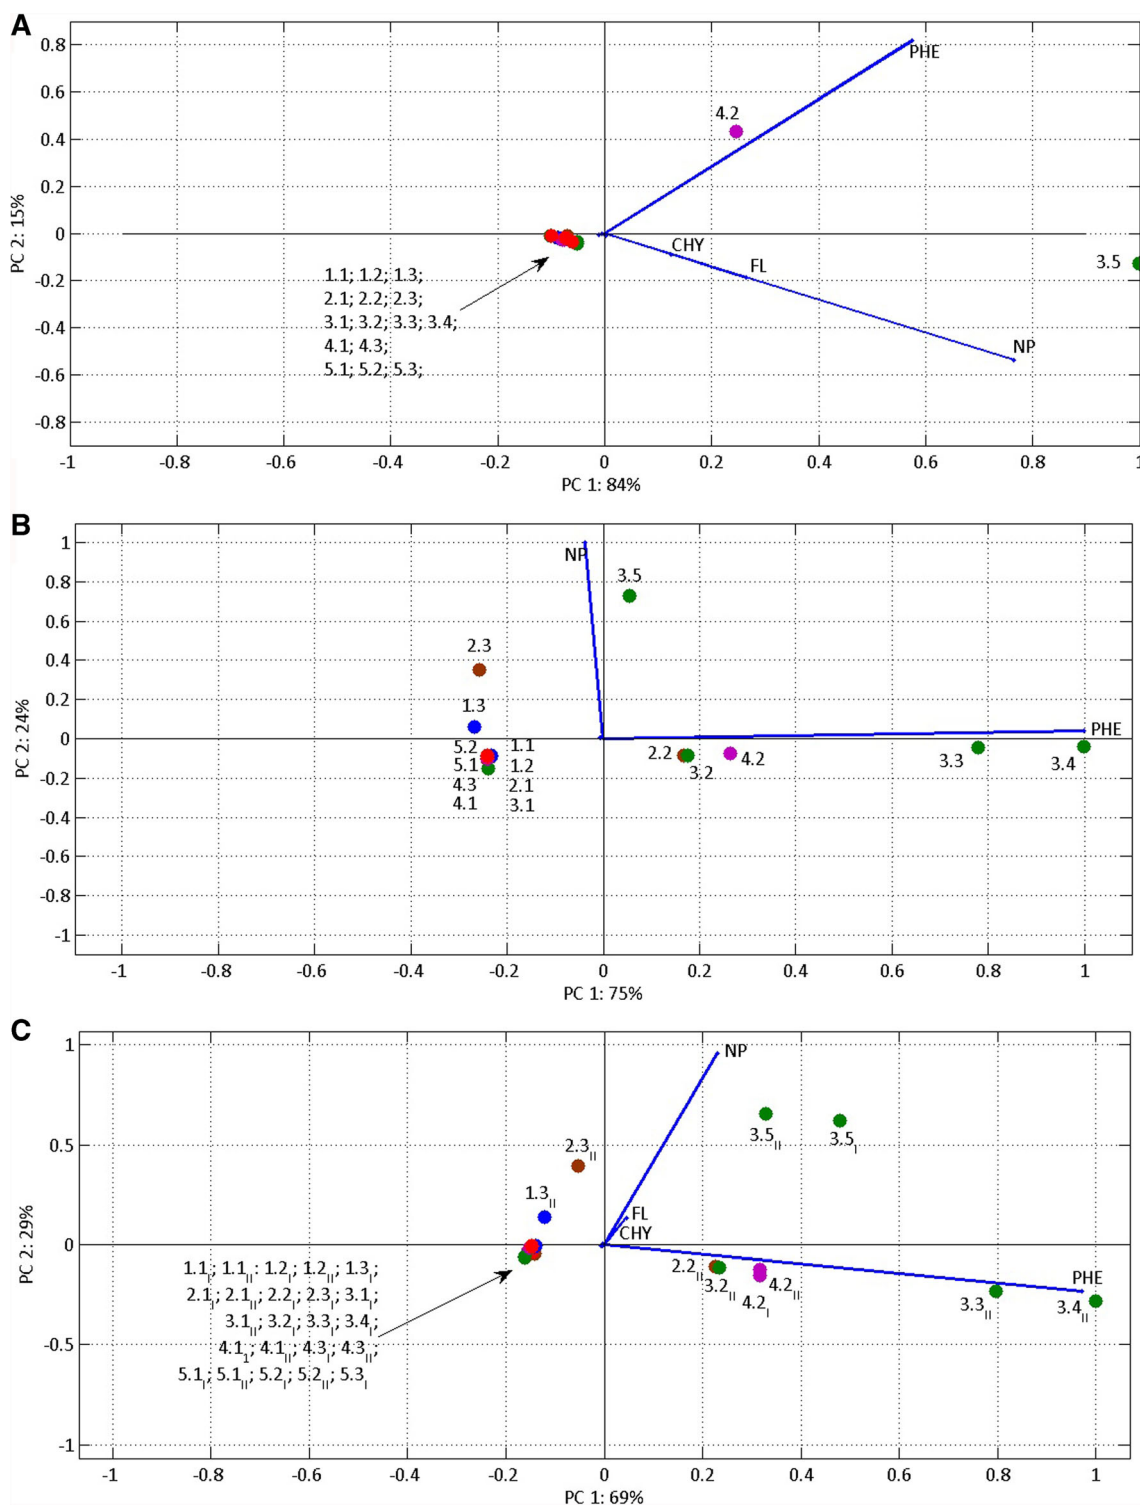 A
0.8
PHE
0.6
4.2
0.4
0.2
0
CHY
FL
3.5
-0.2
1.1; 1.2; 1.3;
2.1; 2.2; 2.3;
3.1; 3.2; 3.3; 3.4;
4.1; 4.3;
5.1; 5.2; 5.3;
-0.4
NP
-0.6
-0.8
PC 2: 15%
-1 -0.8 -0.6 -0.4 -0.2 0 0.2 0.4 0.6 0.8 1
PC 1: 84%
B
1
NP
3.5
0.8
0.6
2.3
0.4
0.2
1.3
0
PHE
5.2 1.1
5.1 1.2
4.3 2.1
4.1 3.1
2.2 3.2 4.2 3.3 3.4
-0.2
-0.4
-0.6
-0.8
-1
PC 2: 24%
-1 -0.8 -0.6 -0.4 -0.2 0 0.2 0.4 0.6 0.8 1
PC 1: 75%
C
1
NP
3.5II 3.5I
0.5
2.3II
1.3II
FL
CHY
0
1.1I; 1.1II; 1.2I; 1.2II; 1.3I;
2.1I; 2.1II; 2.2I; 2.3I; 3.1I;
3.1II; 3.2I; 3.3I; 3.4I;
4.11; 4.1II; 4.3I; 4.3II;
5.1I; 5.1II; 5.2I; 5.2II; 5.3I
2.2II 3.2II 4.2II
4.2I
PHE
3.3II 3.4II
-0.5
-1
PC 2: 29%
-1 -0.8 -0.6 -0.4 -0.2 0 0.2 0.4 0.6 0.8 1
PC 1: 69%